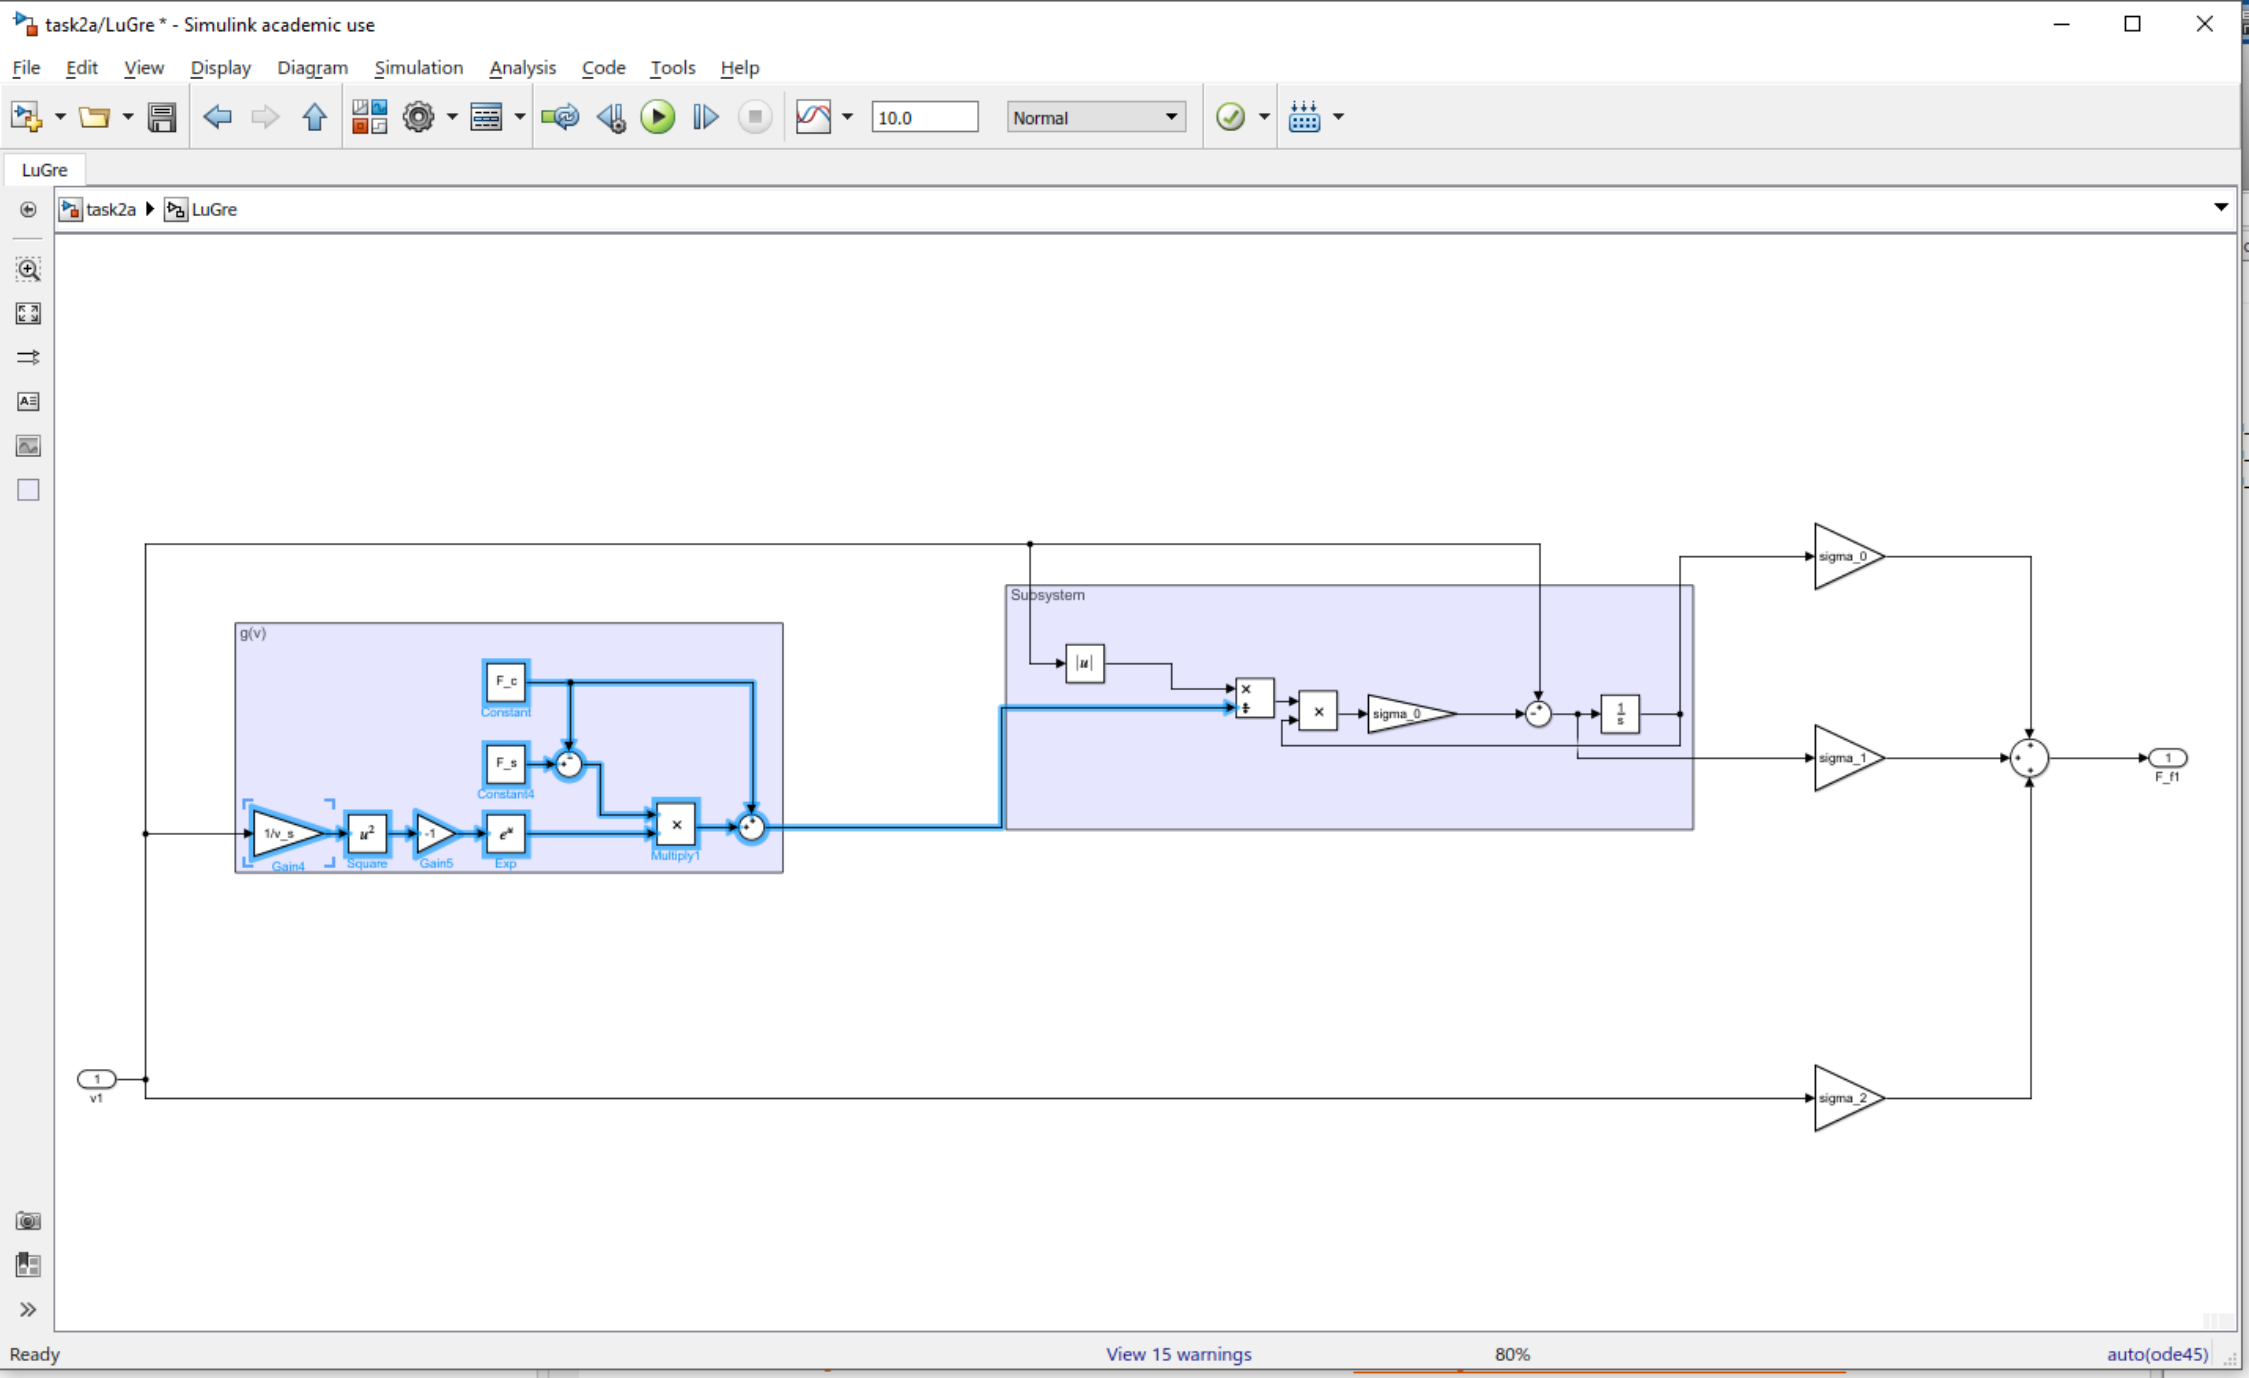 task2a/LuGre * - Simulink academic use
File Edit View Display Diagram Simulation Analysis Code Tools Help
10.0 Normal
LuGre
task2a LuGre
sigma_0
Subsystem
g(v)
|u|
F_c
Constant
×
÷
×
sigma_0
- +
1
s
F_s
Constant4
+ -
sigma_1
+
+
+
1
F_f1
1/v_s
Gain4
u²
Square
-1
Gain5
eᵘ
Exp
×
Multiply1
+ +
1
v1
sigma_2
Ready View 15 warnings 80% auto(ode45)